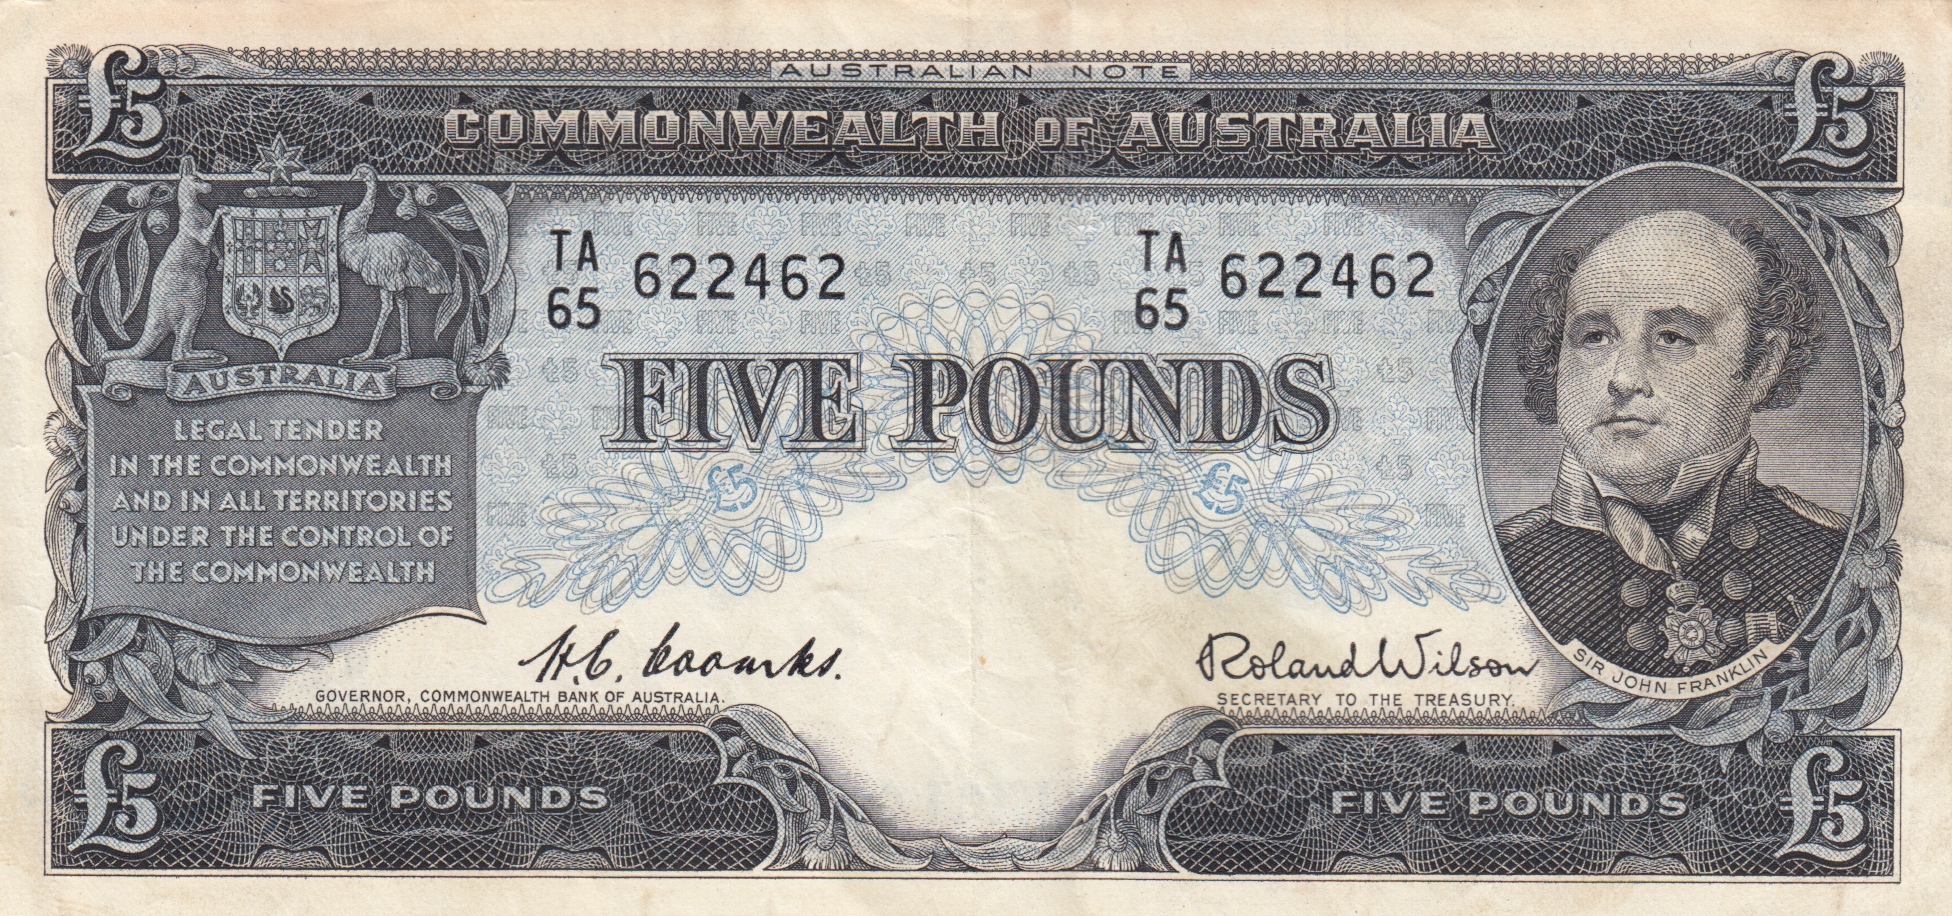 AUSTRALIAN NOTE
£5 £5
COMMONWEALTH OF AUSTRALIA
TA 65 622462
TA 65 622462
AUSTRALIA
FIVE POUNDS
LEGAL TENDER
IN THE COMMONWEALTH
AND IN ALL TERRITORIES
UNDER THE CONTROL OF
THE COMMONWEALTH
£5 £5
H.C. Coombs.
GOVERNOR, COMMONWEALTH BANK OF AUSTRALIA.
Roland Wilson
SECRETARY TO THE TREASURY.
SIR JOHN FRANKLIN
£5 FIVE POUNDS
FIVE POUNDS £5